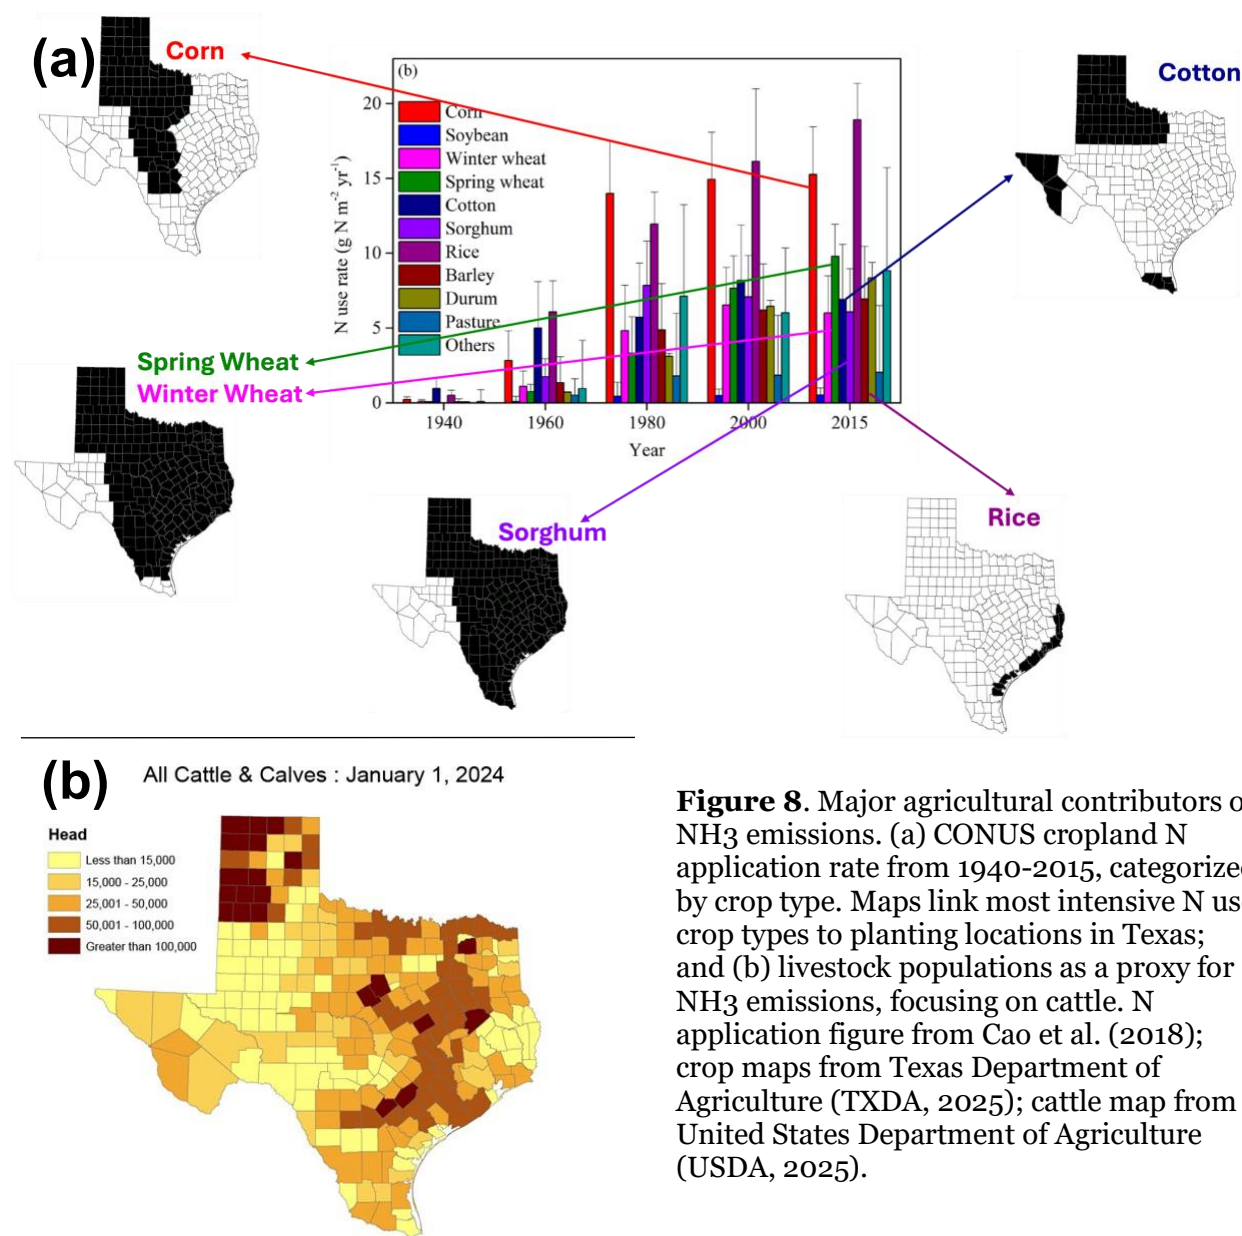 (a)
Corn
Cotton
(b)
20
15
10
5
0
N use rate (g N m⁻² yr⁻¹)
Corn
Soybean
Winter wheat
Spring wheat
Cotton
Sorghum
Rice
Barley
Durum
Pasture
Others
1940
1960
1980
2000
2015
Year
Spring Wheat
Winter Wheat
Sorghum
Rice
(b)
All Cattle & Calves : January 1, 2024
Head
Less than 15,000
15,000 - 25,000
25,001 - 50,000
50,001 - 100,000
Greater than 100,000
Figure 8. Major agricultural contributors o
NH3 emissions. (a) CONUS cropland N
application rate from 1940-2015, categorize
by crop type. Maps link most intensive N us
crop types to planting locations in Texas;
and (b) livestock populations as a proxy for
NH3 emissions, focusing on cattle. N
application figure from Cao et al. (2018);
crop maps from Texas Department of
Agriculture (TXDA, 2025); cattle map from
United States Department of Agriculture
(USDA, 2025).